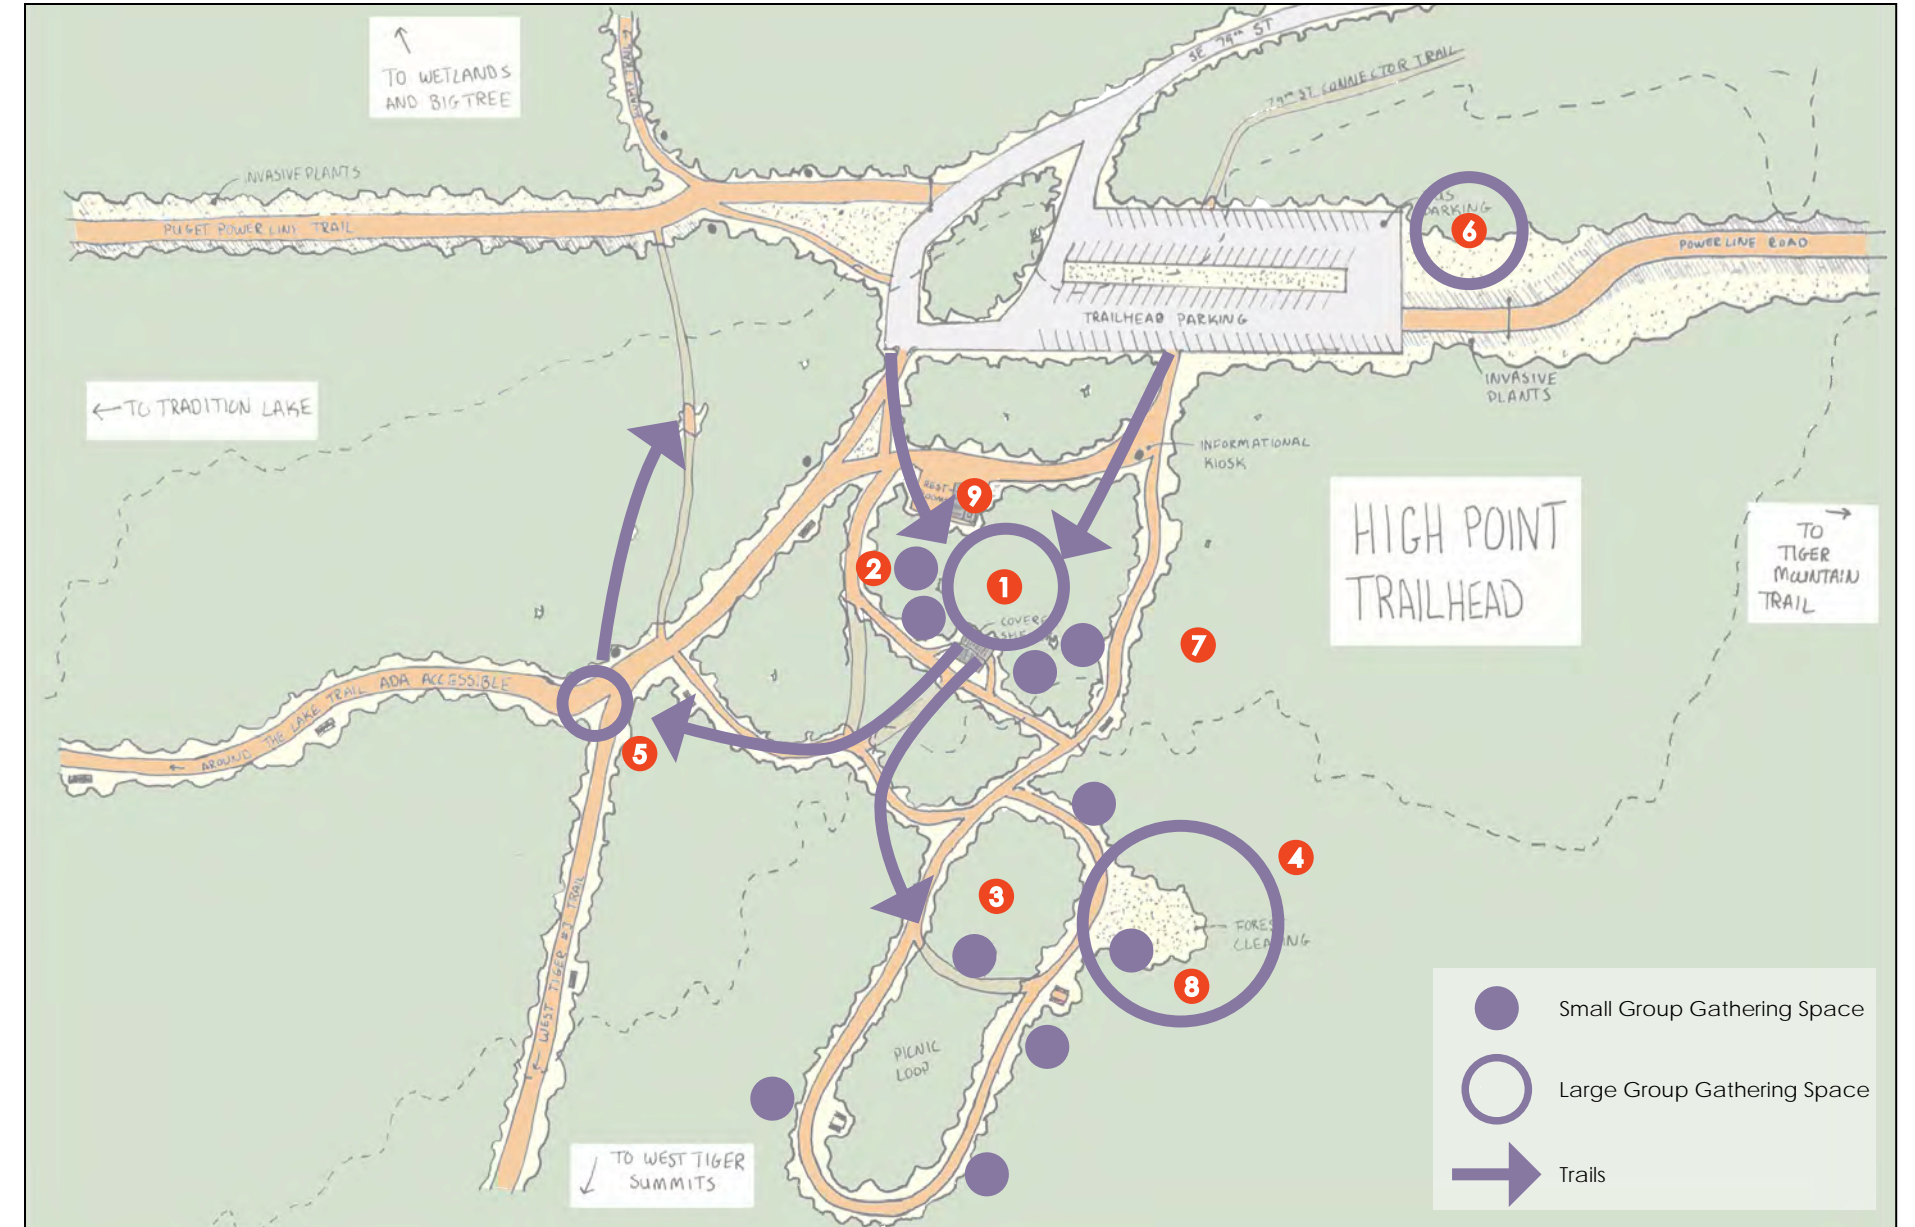 TO WETLANDS
AND BIG TREE
SE 79TH ST
79TH ST. CONNECTOR TRAIL
INVASIVE PLANTS
PUGET POWER LINE TRAIL
PARKING
6
POWERLINE ROAD
TRAILHEAD PARKING
INVASIVE
PLANTS
← TO TRADITION LAKE
INFORMATIONAL
KIOSK
REST-
9
HIGH POINT
TRAILHEAD
TO
TIGER
MOUNTAIN
TRAIL
2
1
7
AROUND THE LAKE TRAIL ADA ACCESSIBLE
5
4
3
FOREST
CLEARING
8
WEST TIGER #3 TRAIL
PICNIC
LOOP
TO WEST TIGER
SUMMITS
Small Group Gathering Space
Large Group Gathering Space
Trails